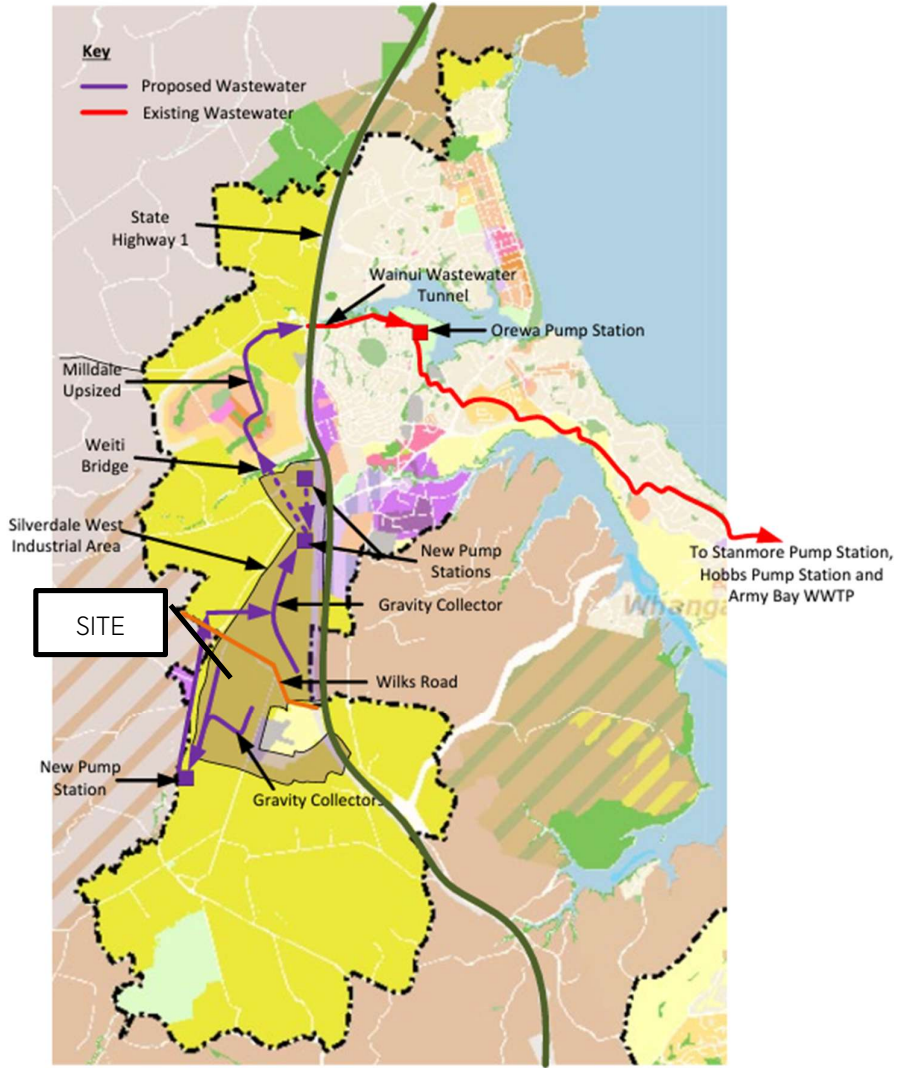 Key
Proposed Wastewater
Existing Wastewater
State
Highway 1
Wainui Wastewater
Tunnel
Orewa Pump Station
Milldale
Upsized
Weiti
Bridge
Silverdale West
Industrial Area
New Pump
Stations
To Stanmore Pump Station,
Hobbs Pump Station and
Army Bay WWTP
Whanga
Gravity Collector
SITE
Wilks Road
New Pump
Station
Gravity Collectors